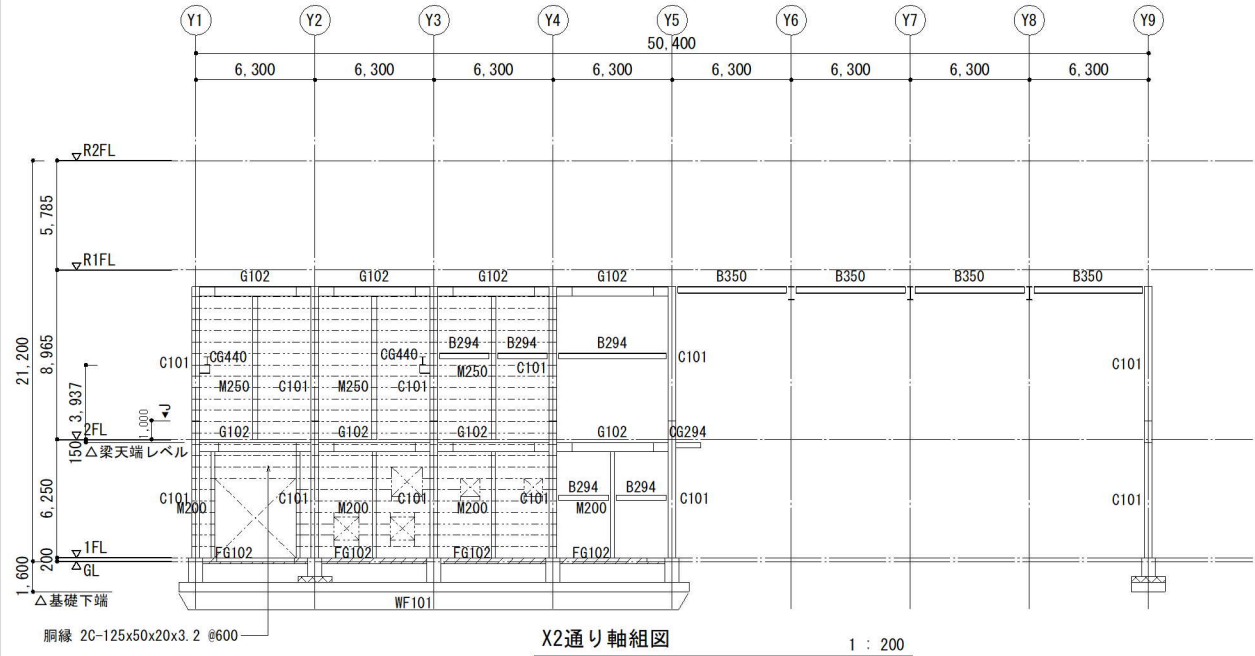 Y1 Y2 Y3 Y4 Y5 Y6 Y7 Y8 Y9
50,400
6,300 6,300 6,300 6,300 6,300 6,300 6,300 6,300
R2FL
5,785
R1FL
G102 G102 G102 G102 B350 B350 B350 B350
21,200
8,965
B294 B294 B294
C101 CG440 CG440 M250 C101 C101 C101
M250 C101 M250 C101
3,937
1,000
J
2FL
G102 G102 G102 G102 CG294
150
△梁天端レベル
6,250
B294 B294
C101 C101 C101 C101 C101 C101
M200 M200 M200 M200
1FL
FG102 FG102 FG102 FG102
200
GL
1,600
△基礎下端
WF101
胴縁 2C-125x50x20x3.2 @600
X2通り軸組図
1 : 200